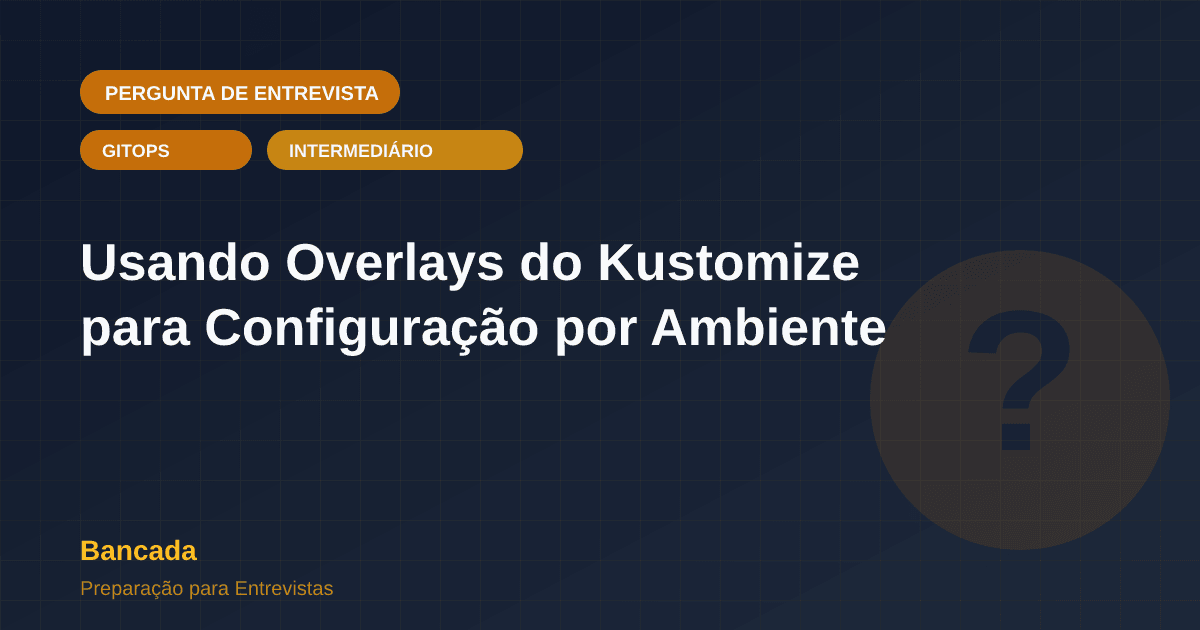 PERGUNTA DE ENTREVISTA
GITOPS
INTERMEDIÁRIO
Usando Overlays do Kustomize
para Configuração por Ambiente
?
Bancada
Preparação para Entrevistas